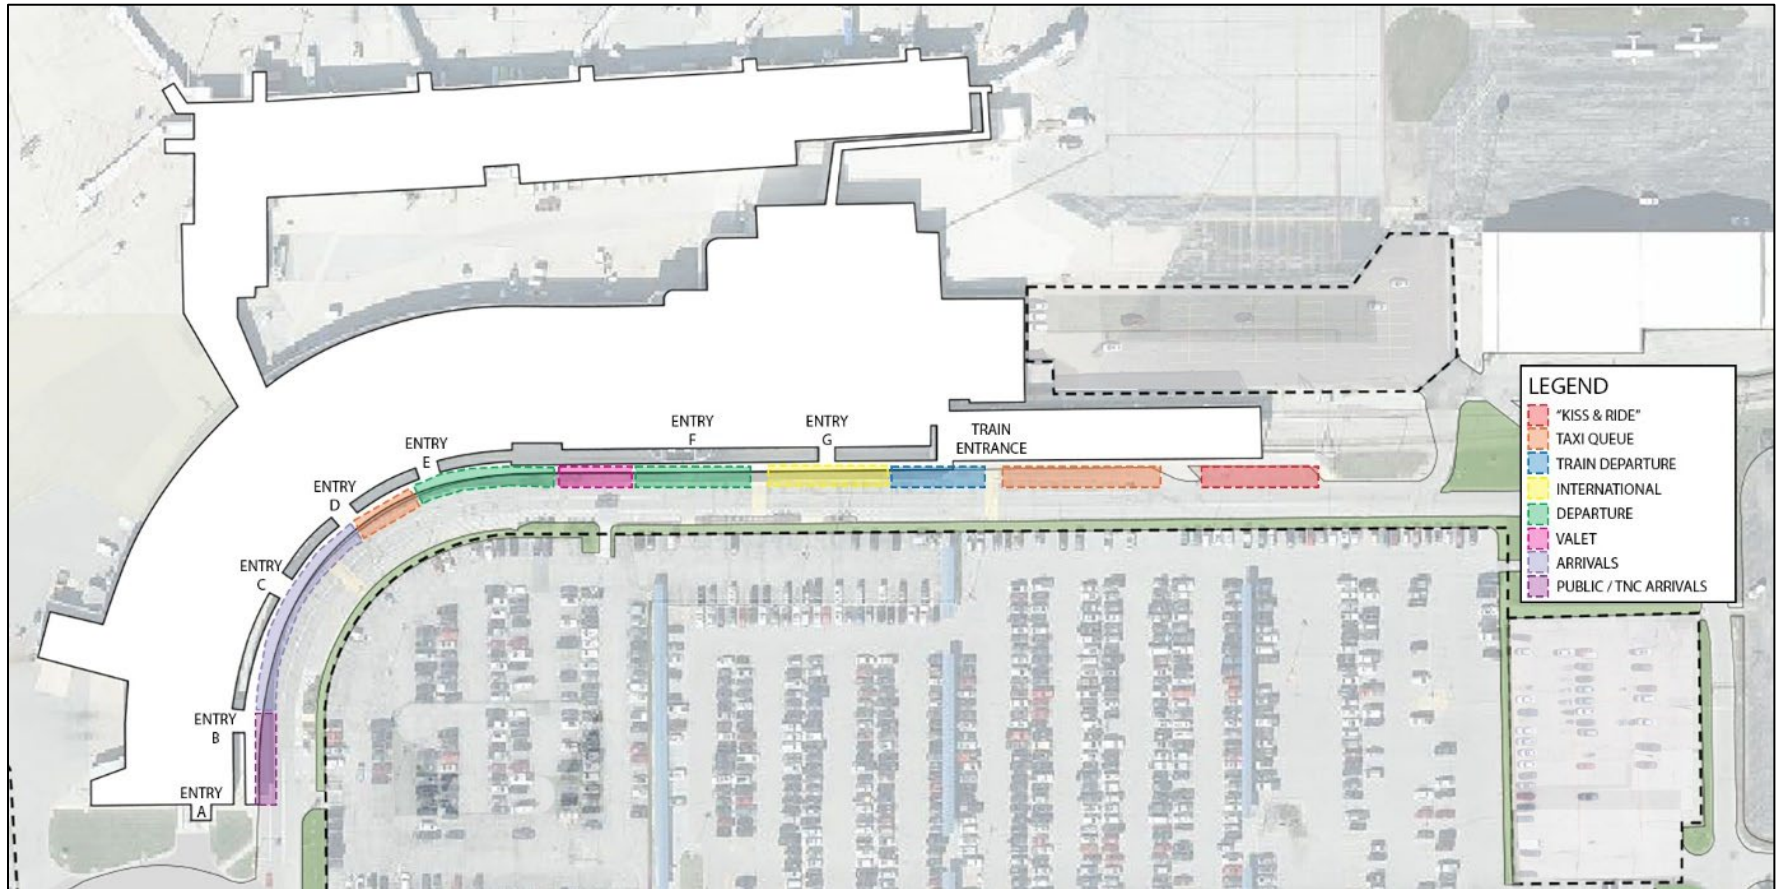 ENTRY
F
ENTRY
G
TRAIN
ENTRANCE
ENTRY
E
ENTRY
D
ENTRY
C
ENTRY
B
ENTRY
A
LEGEND
"KISS & RIDE"
TAXI QUEUE
TRAIN DEPARTURE
INTERNATIONAL
DEPARTURE
VALET
ARRIVALS
PUBLIC / TNC ARRIVALS